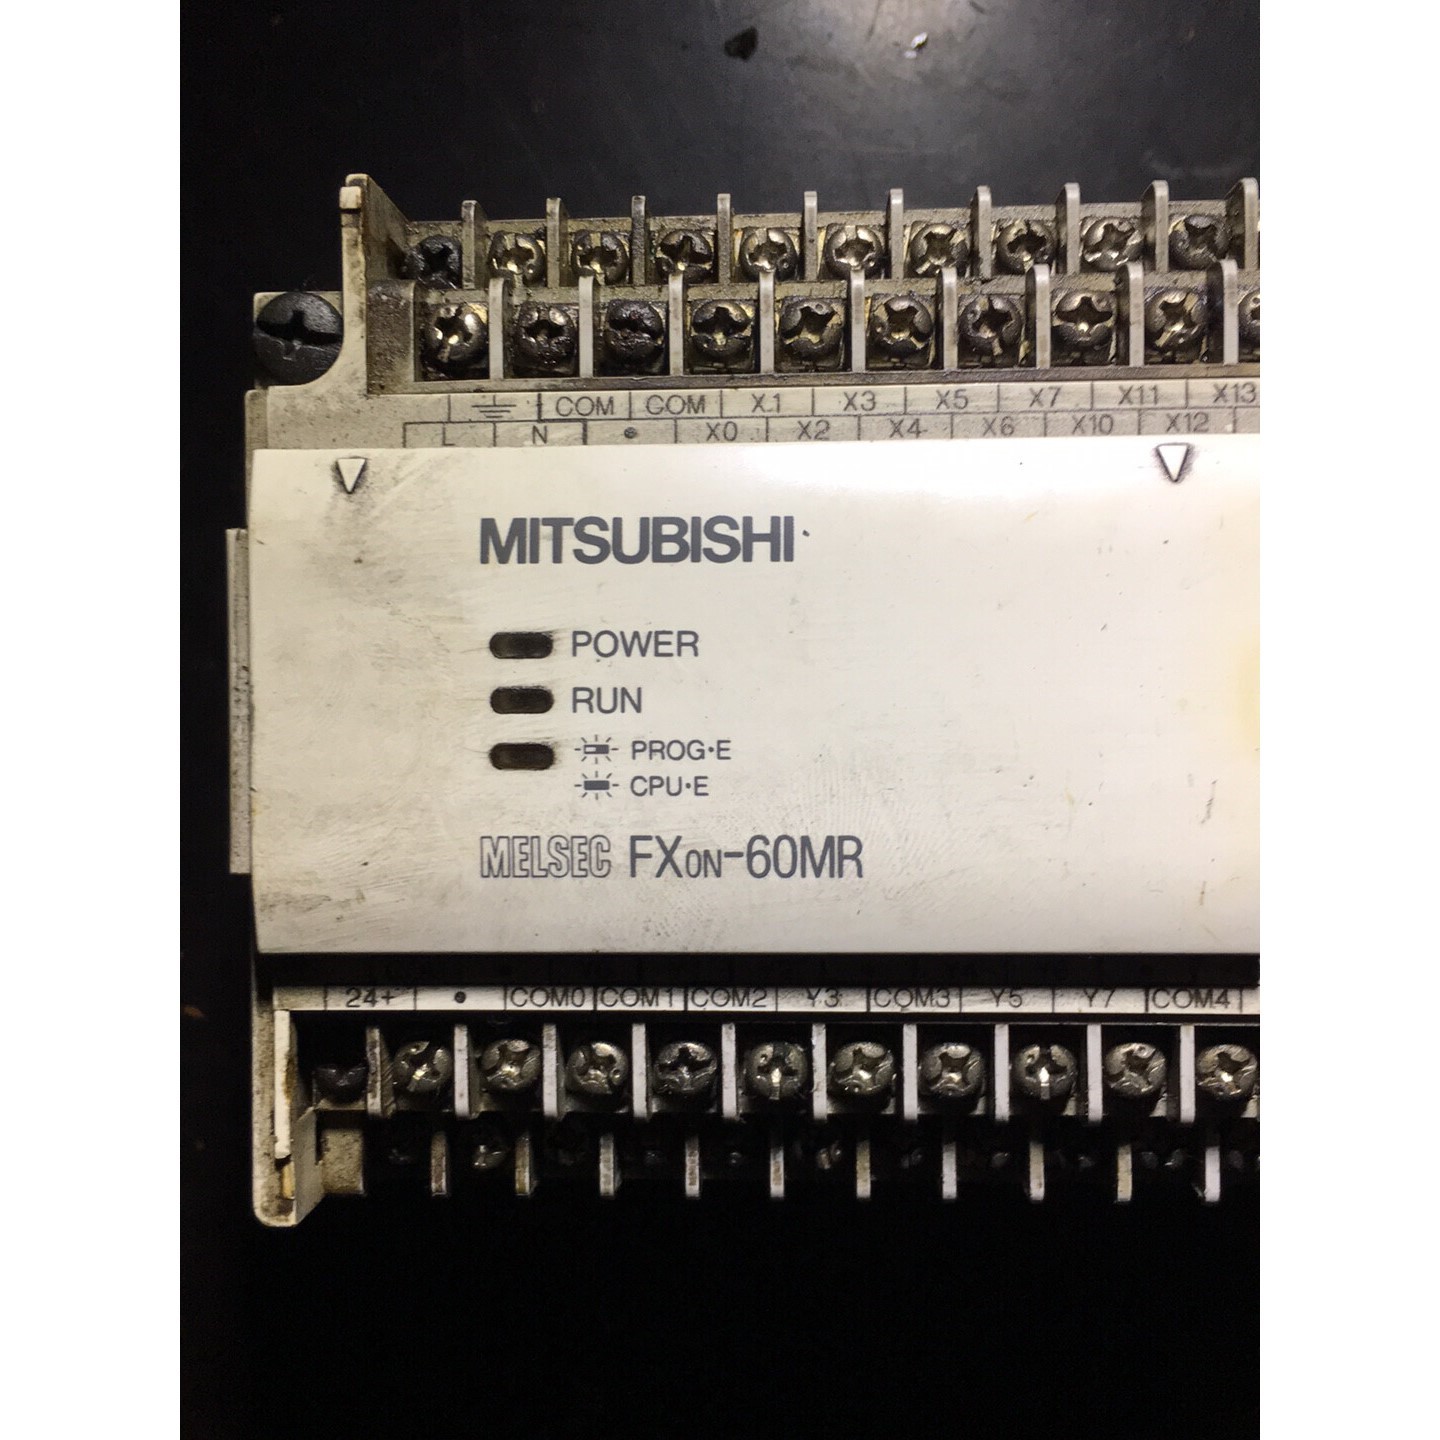 COM COM X1 X3 X5 X7 X11 X13
L N • X0 X2 X4 X6 X10 X12
MITSUBISHI
POWER
RUN
PROG•E
CPU•E
MELSEC FX0N-60MR
24+ • COM0 COM1 COM2 Y3 COM3 Y5 Y7 COM4